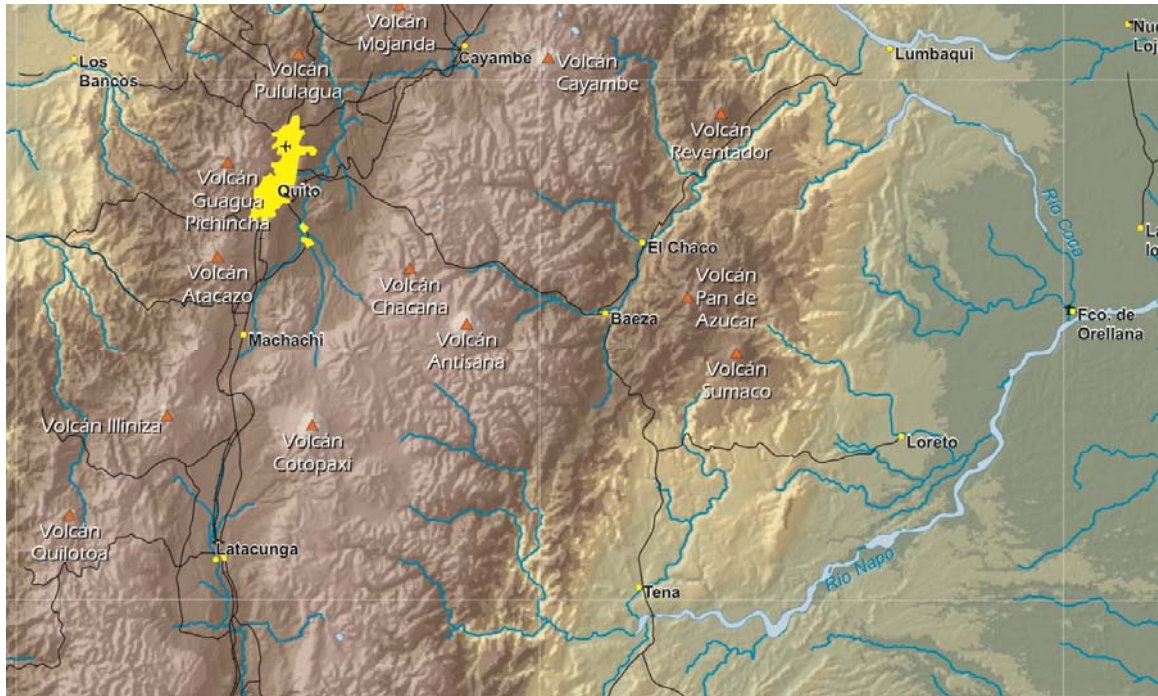 Volcán
Mojanda
Cayambe
Volcán
Cayambe
Lumbaqui
Los
Bancos
Volcán
Pululagua
Volcán
Reventador
Volcán
Guagua
Pichincha
Quito
Río Coca
El Chaco
Volcán
Atacazo
Volcán
Chacana
Volcán
Pan de
Azucar
Baeza
Fco. de
Orellana
Machachi
Volcán
Antisana
Volcán
Sumaco
Volcán Illiniza
Volcán
Cotopaxi
Loreto
Volcán
Quilotoa
Latacunga
Río Napo
Tena